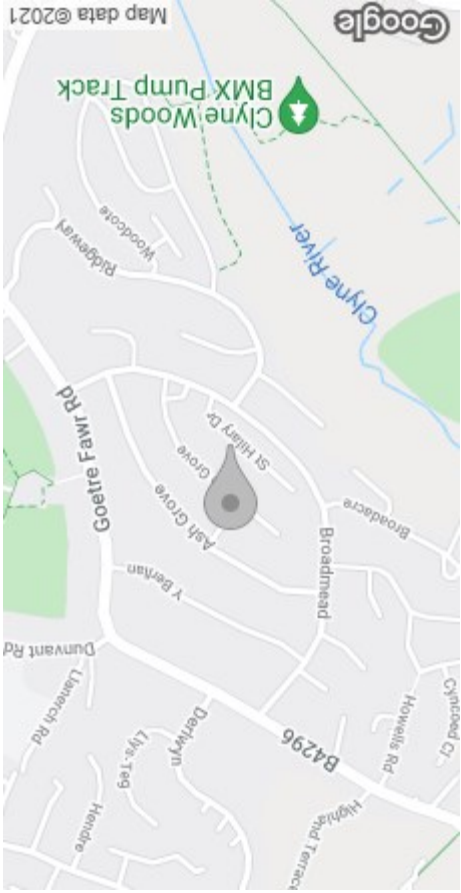 Highland Terrace
Cyncoed Cl
Howells Rd
Hendre
B4296
Derlwyn
Llys-Teg
Llanerch Rd
Dunvant Rd
Broadmead
Y Berllan
Broadacre
Ash Grove
Grove
St Hilary Dr
Goetre Fawr Rd
Clyne River
Ridgeway
Woodcote
Clyne Woods
BMX Pump Track
Google
Map data ©2021